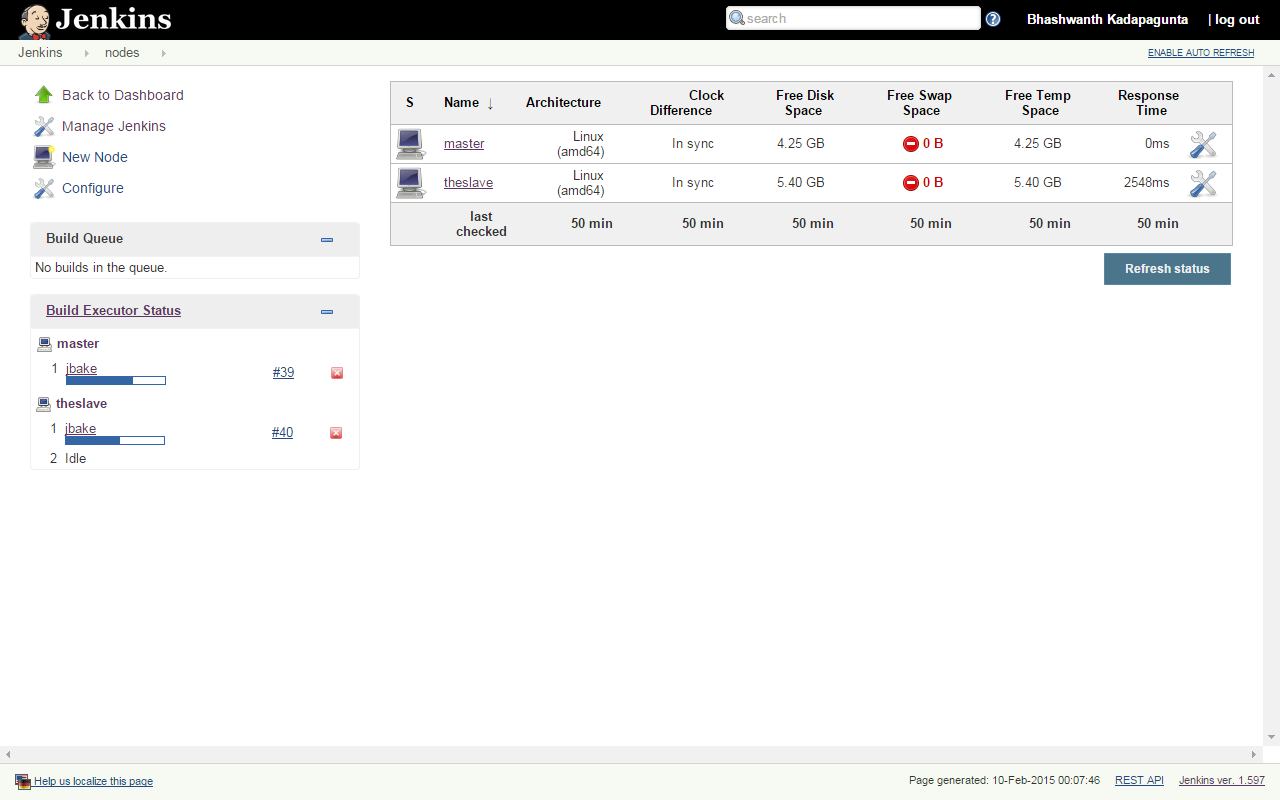 Jenkins
search
Bhashwanth Kadapagunta | log out
Jenkins nodes
ENABLE AUTO REFRESH
Back to Dashboard
Manage Jenkins
New Node
Configure
Build Queue
No builds in the queue.
Build Executor Status
master
1 jbake #39
theslave
1 jbake #40
2 Idle
S Name ↓ Architecture Clock Difference Free Disk Space Free Swap Space Free Temp Space Response Time
master Linux (amd64) In sync 4.25 GB 0 B 4.25 GB 0ms
theslave Linux (amd64) In sync 5.40 GB 0 B 5.40 GB 2548ms
last checked 50 min 50 min 50 min 50 min 50 min 50 min
Refresh status
Help us localize this page
Page generated: 10-Feb-2015 00:07:46 REST API Jenkins ver. 1.597